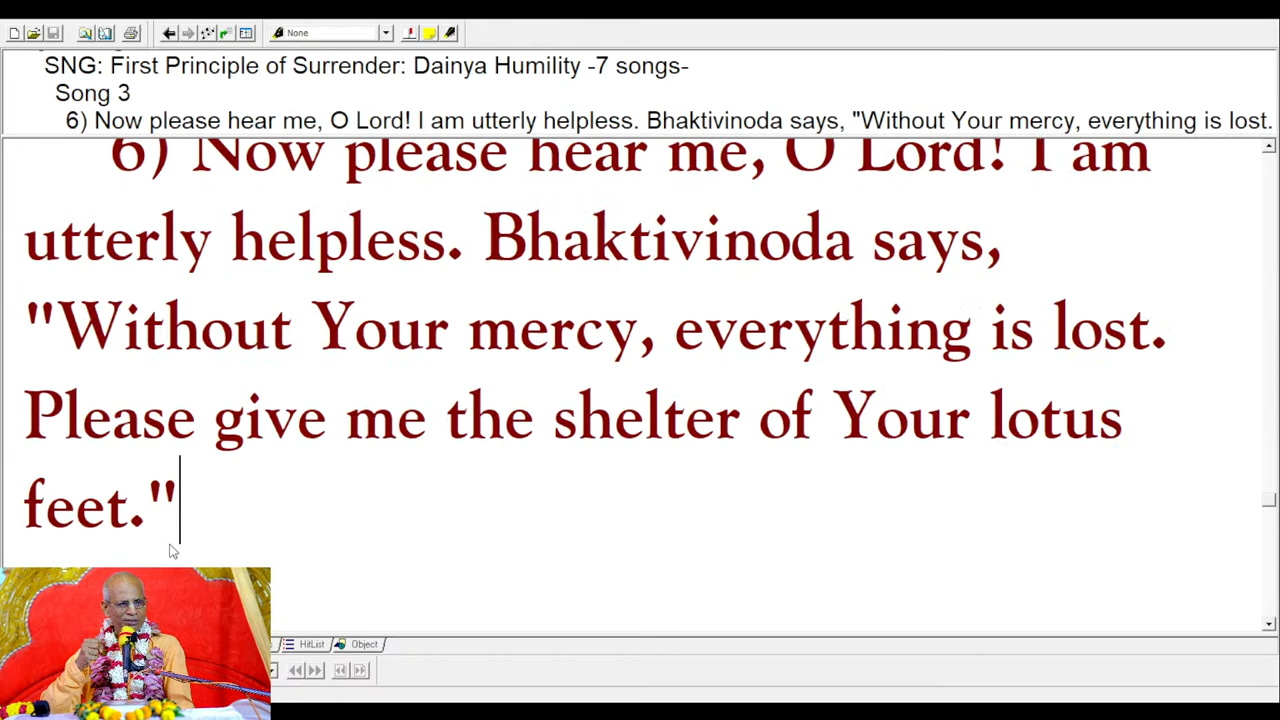 None
SNG: First Principle of Surrender: Dainya Humility -7 songs-
Song 3
6) Now please hear me, O Lord! I am utterly helpless. Bhaktivinoda says, "Without Your mercy, everything is lost.
6) Now please hear me, O Lord! I am
utterly helpless. Bhaktivinoda says,
"Without Your mercy, everything is lost.
Please give me the shelter of Your lotus
feet."
HitList Object